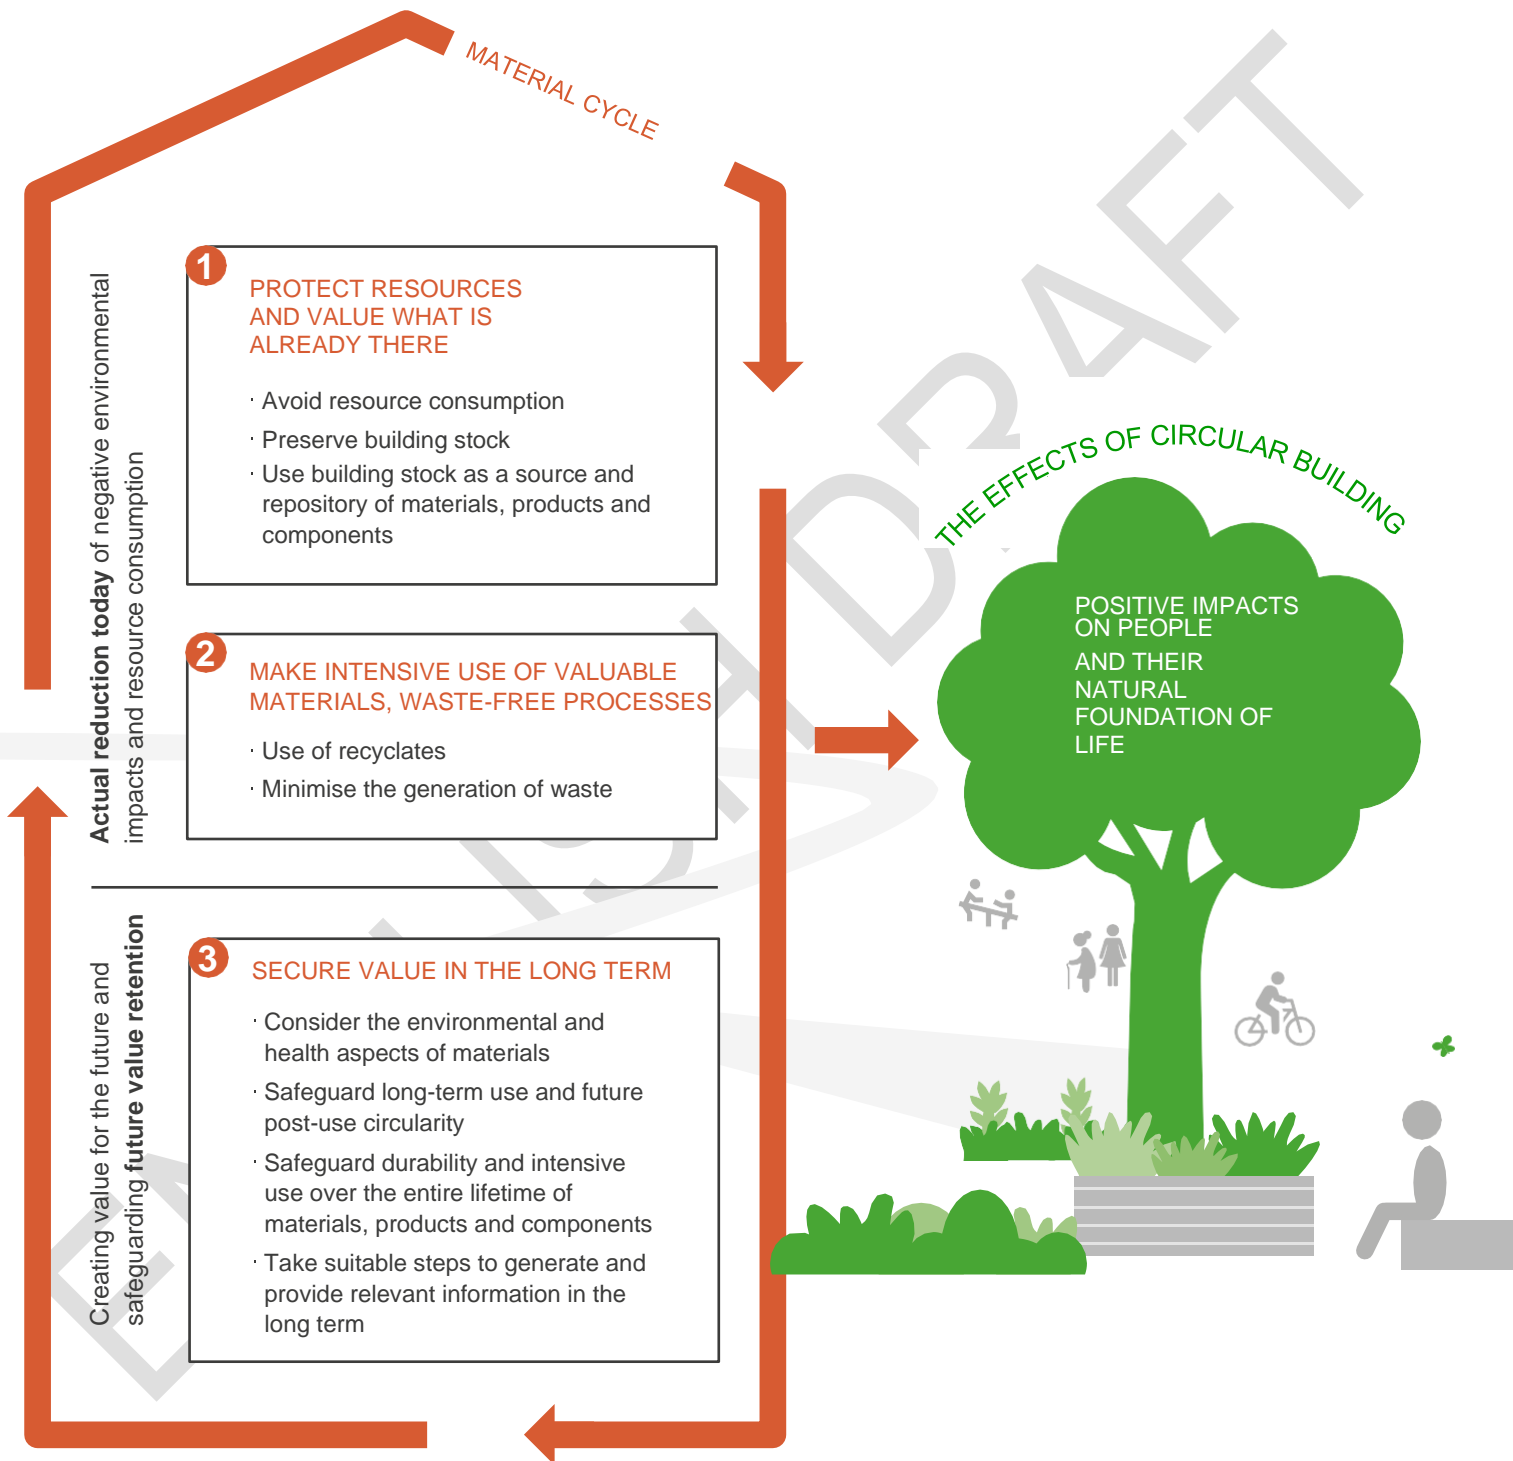 MATERIAL CYCLE
1
PROTECT RESOURCES
AND VALUE WHAT IS
ALREADY THERE
· Avoid resource consumption
· Preserve building stock
· Use building stock as a source and
repository of materials, products and
components
Actual reduction today of negative environmental
impacts and resource consumption
2
MAKE INTENSIVE USE OF VALUABLE
MATERIALS, WASTE-FREE PROCESSES
· Use of recyclates
· Minimise the generation of waste
3
SECURE VALUE IN THE LONG TERM
· Consider the environmental and
health aspects of materials
· Safeguard long-term use and future
post-use circularity
· Safeguard durability and intensive
use over the entire lifetime of
materials, products and components
· Take suitable steps to generate and
provide relevant information in the
long term
Creating value for the future and
safeguarding future value retention
THE EFFECTS OF CIRCULAR BUILDING
POSITIVE IMPACTS
ON PEOPLE
AND THEIR
NATURAL
FOUNDATION OF
LIFE
DRAFT